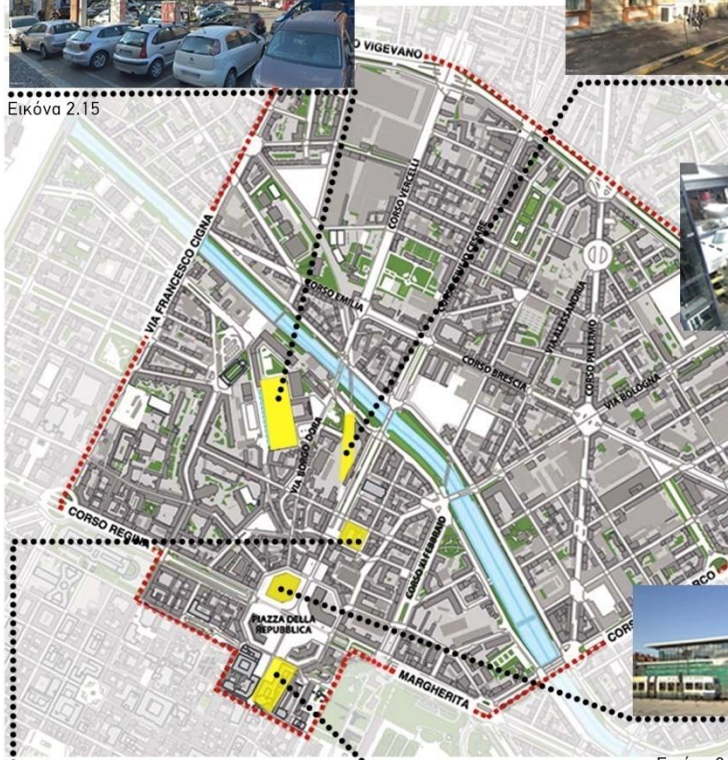 Εικόνα 2.15
O VIGEVANO
CORSO VERCELLI
VIA FRANCESCO CIGNA
CORSO EMILIA
VIA ALESSANDRIA
CORSO PALERMO
CORSO BRESCIA
VIA BOLOGNA
VIA BORGO DORA
CORSO REGINA
CORSO XI FEBBRAIO
PIAZZA DELLA
REPUBBLICA
MARGHERITA
CORS